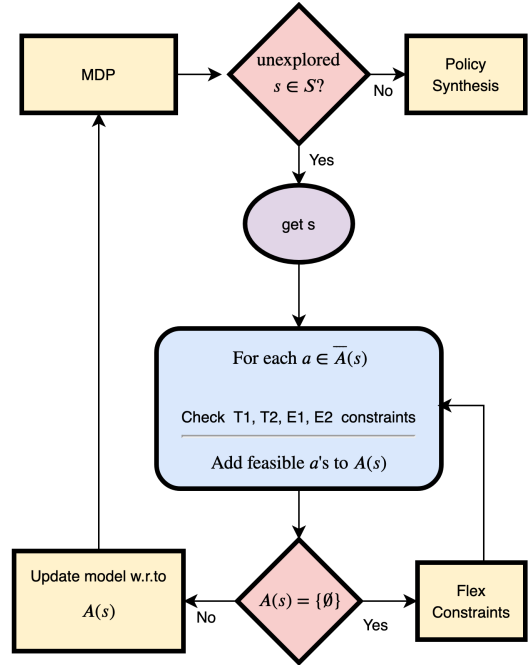 MDP
unexplored
s ∈ S?
No
Policy
Synthesis
Yes
get s
For each a ∈ A̅(s)
Check T1, T2, E1, E2 constraints
Add feasible a's to A(s)
Update model w.r.to
A(s)
No
A(s) = {∅}
Yes
Flex
Constraints